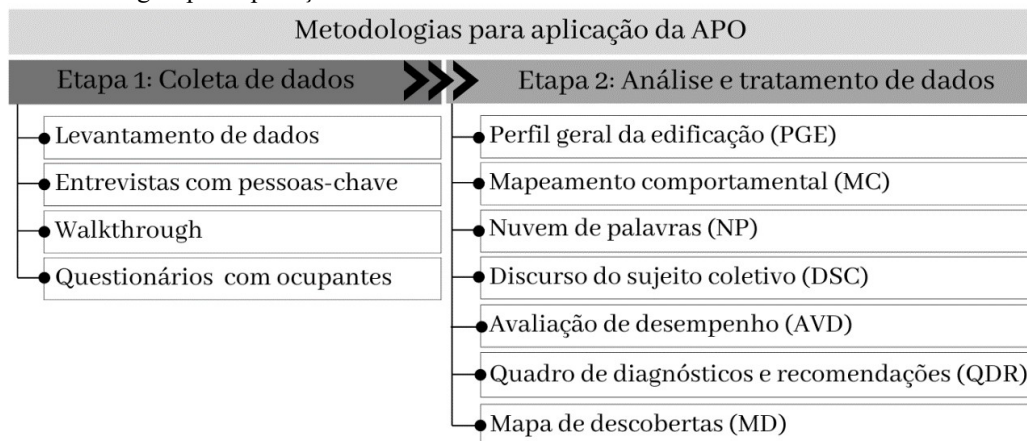 Metodologias para aplicação da APO
Etapa 1: Coleta de dados
Levantamento de dados
Entrevistas com pessoas-chave
Walkthrough
Questionários com ocupantes
Etapa 2: Análise e tratamento de dados
Perfil geral da edificação (PGE)
Mapeamento comportamental (MC)
Nuvem de palavras (NP)
Discurso do sujeito coletivo (DSC)
Avaliação de desempenho (AVD)
Quadro de diagnósticos e recomendações (QDR)
Mapa de descobertas (MD)